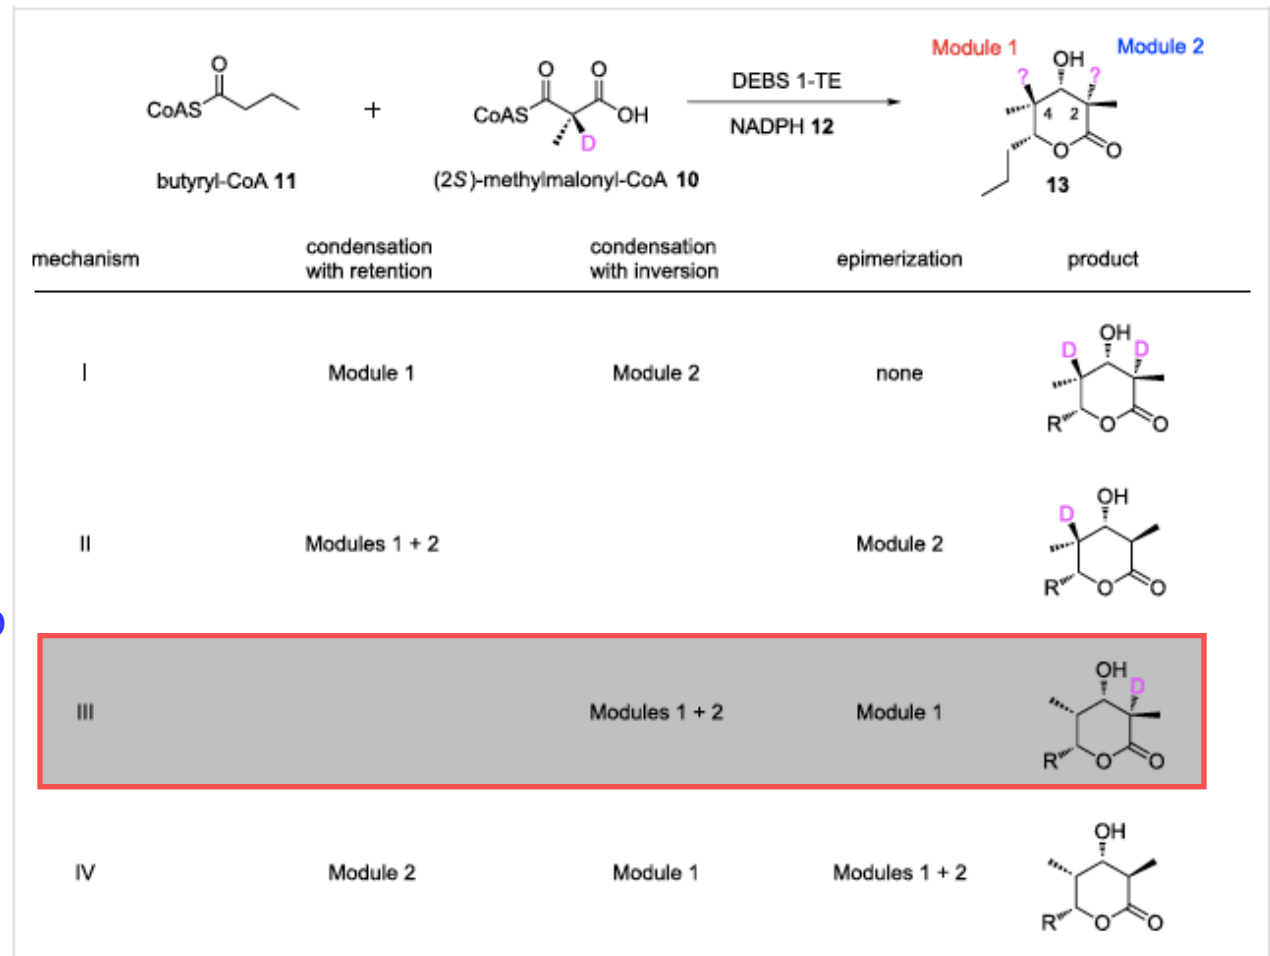 Module 1 OH Module 2
O O O ? ?
CoAS + CoAS OH D DEBS 1-TE 4 2
NADPH 12 O O
butyryl-CoA 11 (2S)-methylmalonyl-CoA 10 13
mechanism condensation with retention condensation with inversion epimerization product
I Module 1 Module 2 none
OH
D D
R O O
II Modules 1 + 2 Module 2
OH
D
R O O
III Modules 1 + 2 Module 1
OH
D
R O O
IV Module 2 Module 1 Modules 1 + 2
OH
R O O